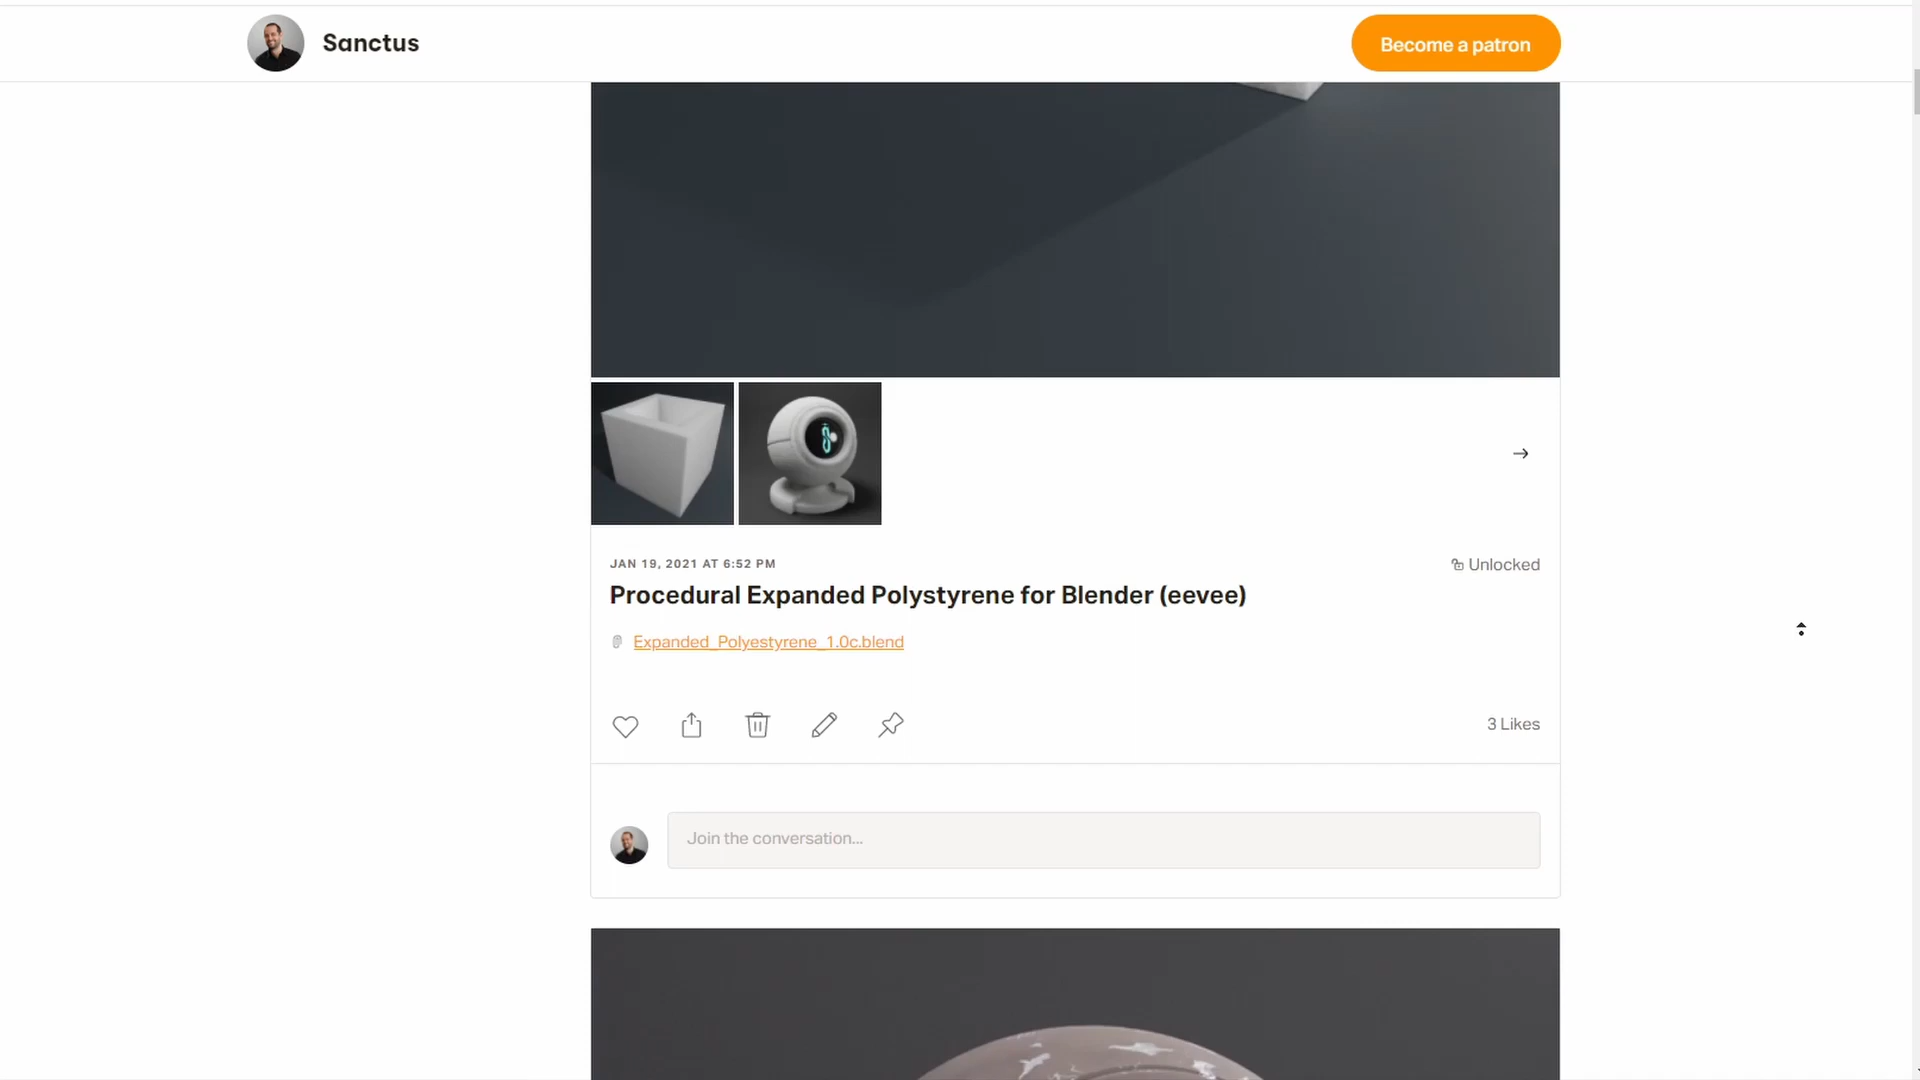 Sanctus
Become a patron
JAN 19, 2021 AT 6:52 PM
Unlocked
Procedural Expanded Polystyrene for Blender (eevee)
Expanded_Polyestyrene_1.0c.blend
3 Likes
Join the conversation...